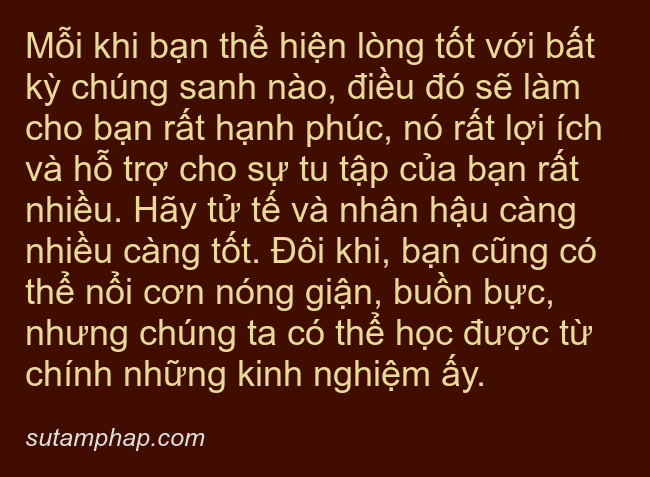 Mỗi khi bạn thể hiện lòng tốt với bất
kỳ chúng sanh nào, điều đó sẽ làm
cho bạn rất hạnh phúc, nó rất lợi ích
và hỗ trợ cho sự tu tập của bạn rất
nhiều. Hãy tử tế và nhân hậu càng
nhiều càng tốt. Đôi khi, bạn cũng có
thể nổi cơn nóng giận, buồn bực,
nhưng chúng ta có thể học được từ
chính những kinh nghiệm ấy.
sutamphap.com